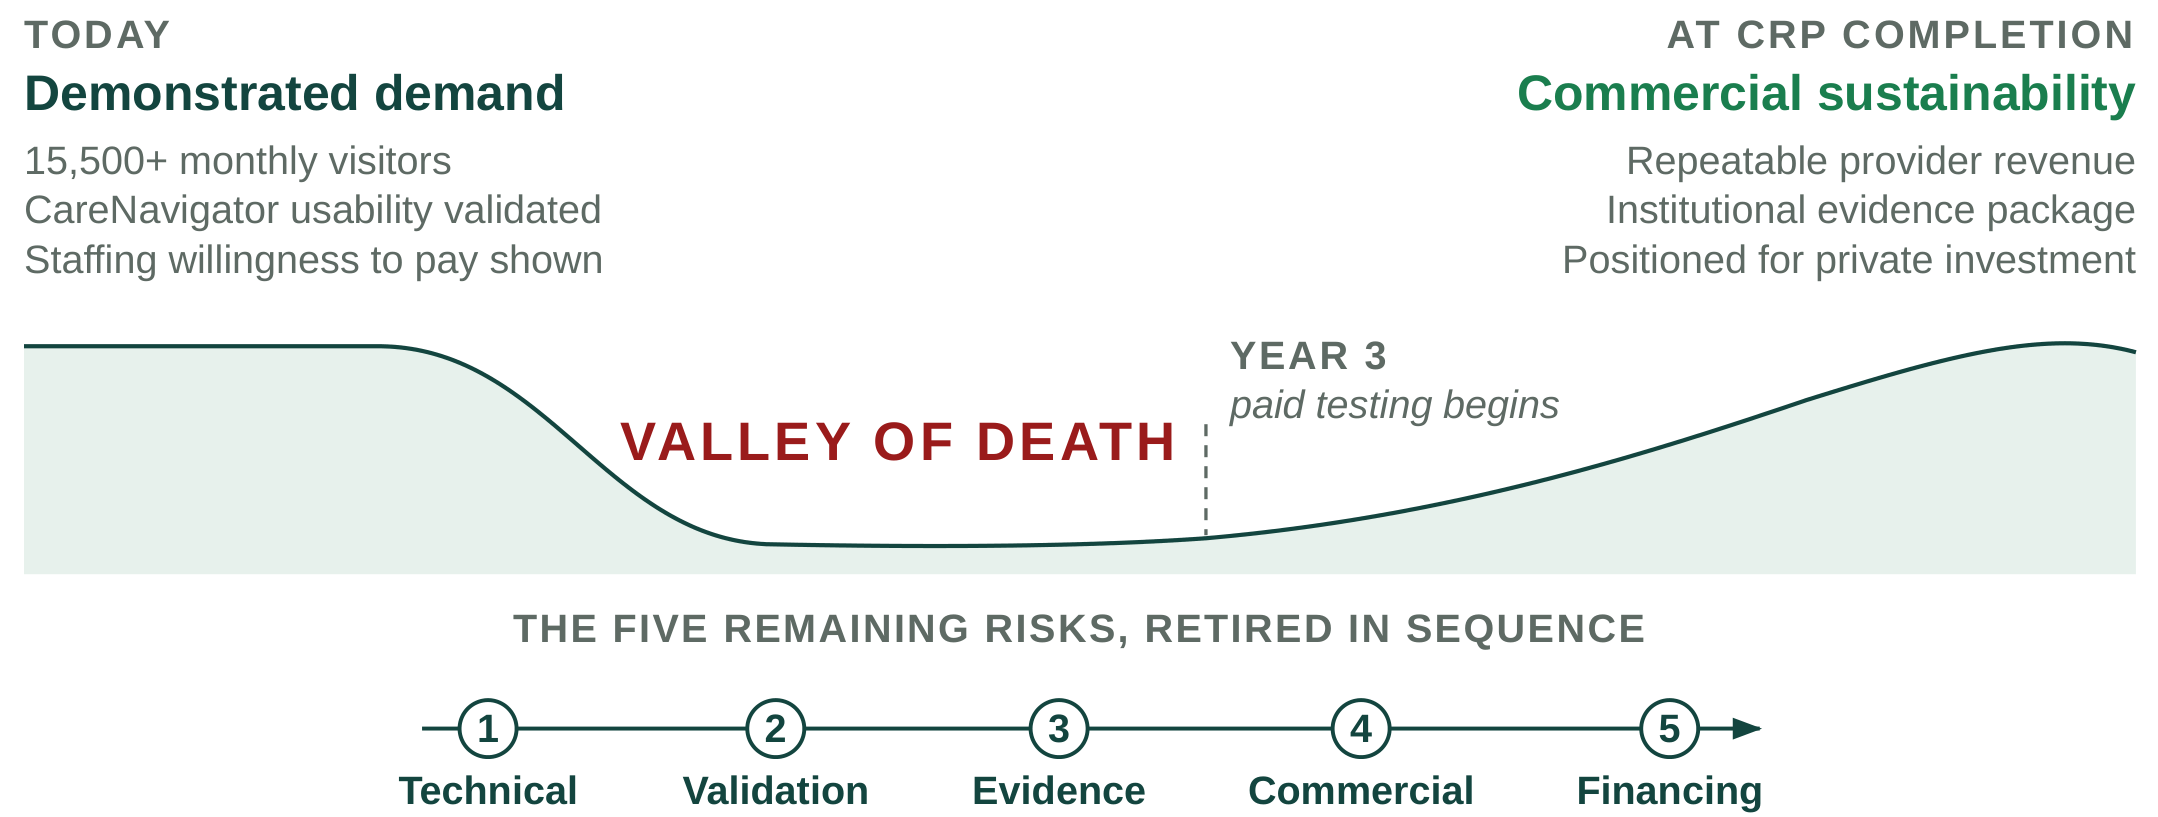 TODAY
Demonstrated demand
15,500+ monthly visitors
CareNavigator usability validated
Staffing willingness to pay shown
AT CRP COMPLETION
Commercial sustainability
Repeatable provider revenue
Institutional evidence package
Positioned for private investment
YEAR 3
paid testing begins
VALLEY OF DEATH
THE FIVE REMAINING RISKS, RETIRED IN SEQUENCE
1 2 3 4 5
Technical Validation Evidence Commercial Financing